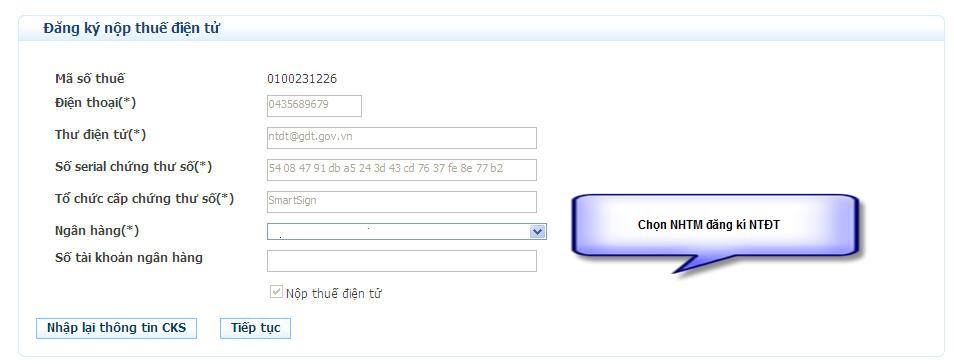 Đăng ký nộp thuế điện tử
Mã số thuế 0100231226
Điện thoại(*) 0435689679
Thư điện tử(*) ntdt@gdt.gov.vn
Số serial chứng thư số(*) 54 08 47 91 db a5 24 3d 43 cd 76 37 fe 8e 77 b2
Tổ chức cấp chứng thư số(*) SmartSign
Ngân hàng(*)
Chọn NHTM đăng kí NTĐT
Số tài khoản ngân hàng
Nộp thuế điện tử
Nhập lại thông tin CKS Tiếp tục